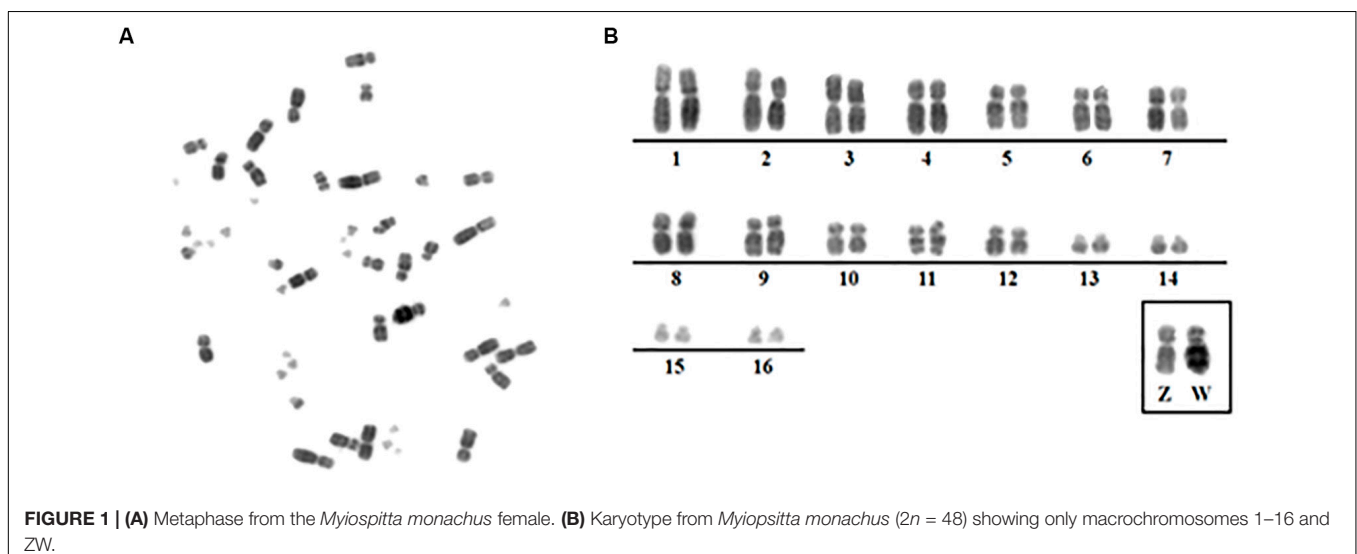 A
B
1 2 3 4 5 6 7
8 9 10 11 12 13 14
15 16
Z W
FIGURE 1 | (A) Metaphase from the Myiospitta monachus female. (B) Karyotype from Myiopsitta monachus (2n = 48) showing only macrochromosomes 1–16 and
ZW.